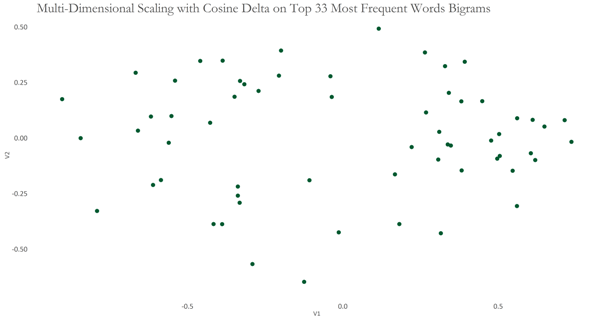 Multi-Dimensional Scaling with Cosine Delta on Top 33 Most Frequent Words Bigrams
0.50
0.25
0.00
V2
-0.25
-0.50
-0.5
0.0
0.5
V1